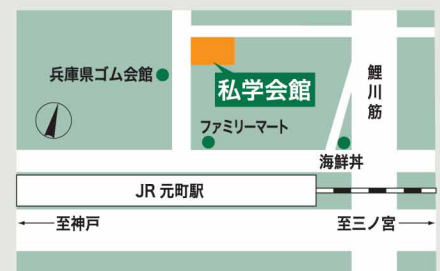 兵庫県ゴム会館
私学会館
鯉川筋
ファミリーマート
海鮮丼
JR 元町駅
←至神戸
至三ノ宮→